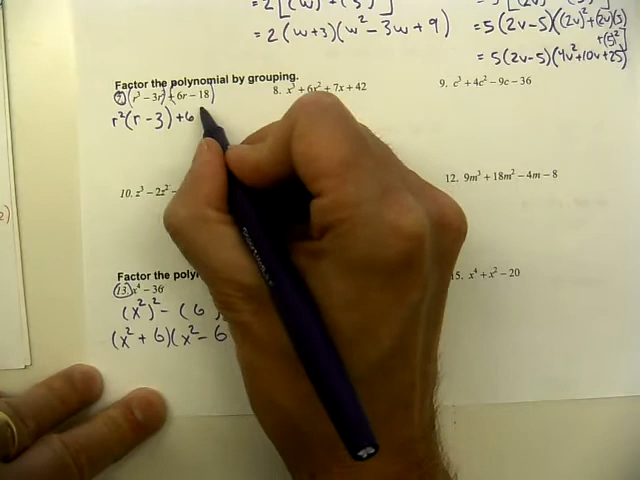 = 2 (w+3)(w² − 3w + 9)
= 5(2v−5)((2v)²+(2v)(5)
+(5)²)
= 5(2v−5)(4v²+10v+25)
Factor the polynomial by grouping.
7. (r³ − 3r²) + (6r − 18)
8. x³ + 6x² + 7x + 42
9. c³ + 4c² − 9c − 36
r²(r − 3) + 6
10. z³ − 2z²
12. 9m³ + 18m² − 4m − 8
Factor the poly
13. x⁴ − 36
15. x⁴ + x² − 20
(x²)² − (6
(x² + 6)(x² − 6